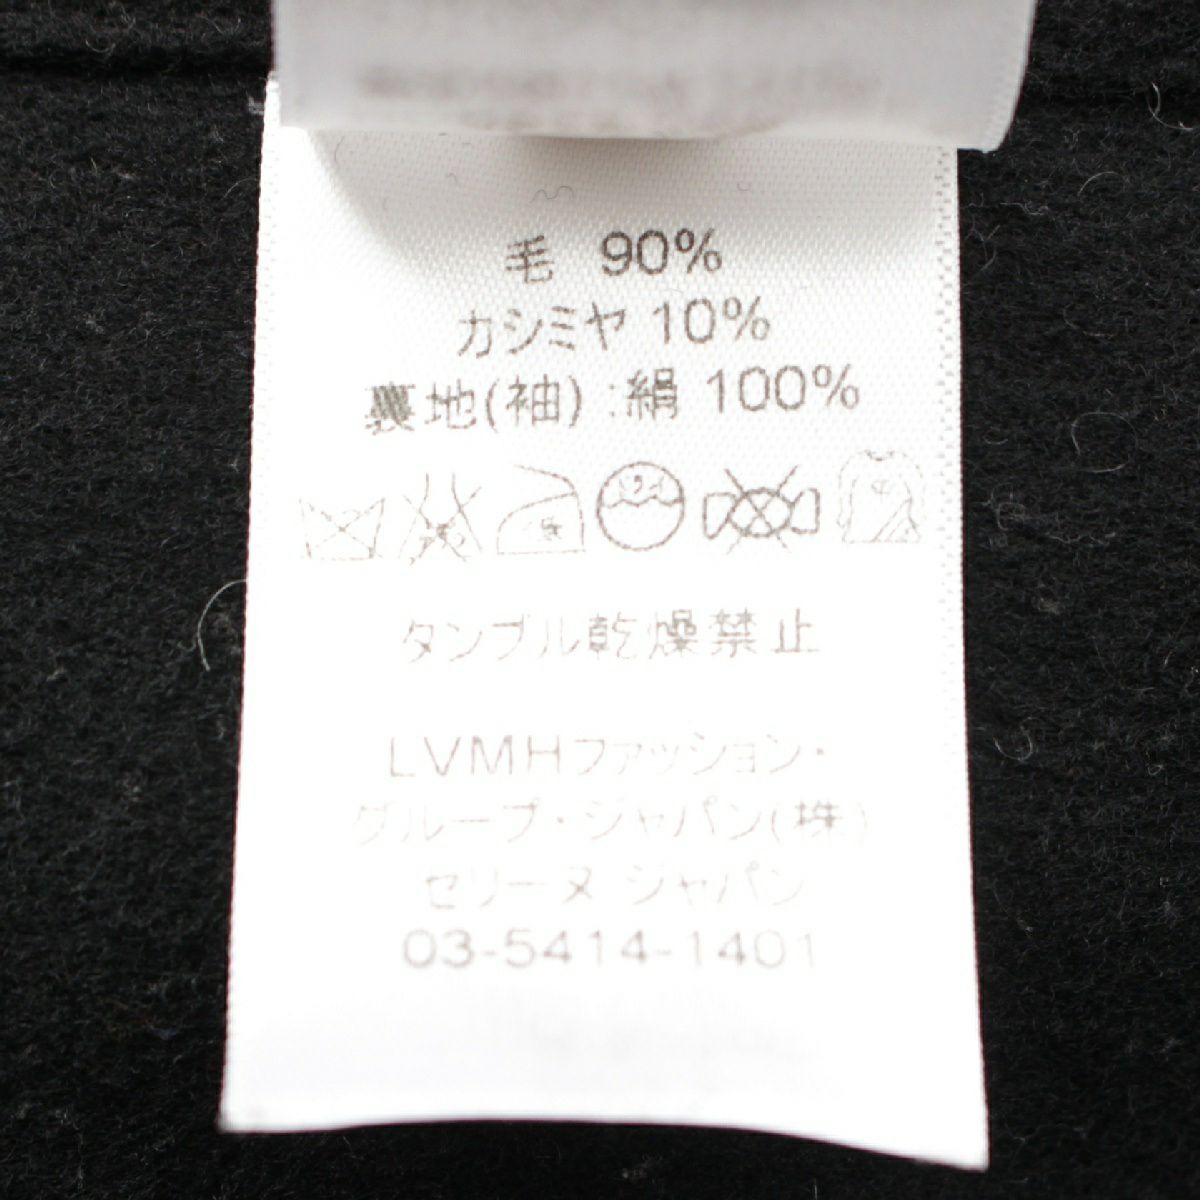 毛 90%
カシミヤ 10%
裏地(袖) :絹 100%
タンブル乾燥禁止
LVMHファッション・
グループ・ジャパン(株)
セリーヌ ジャパン
03-5414-1401